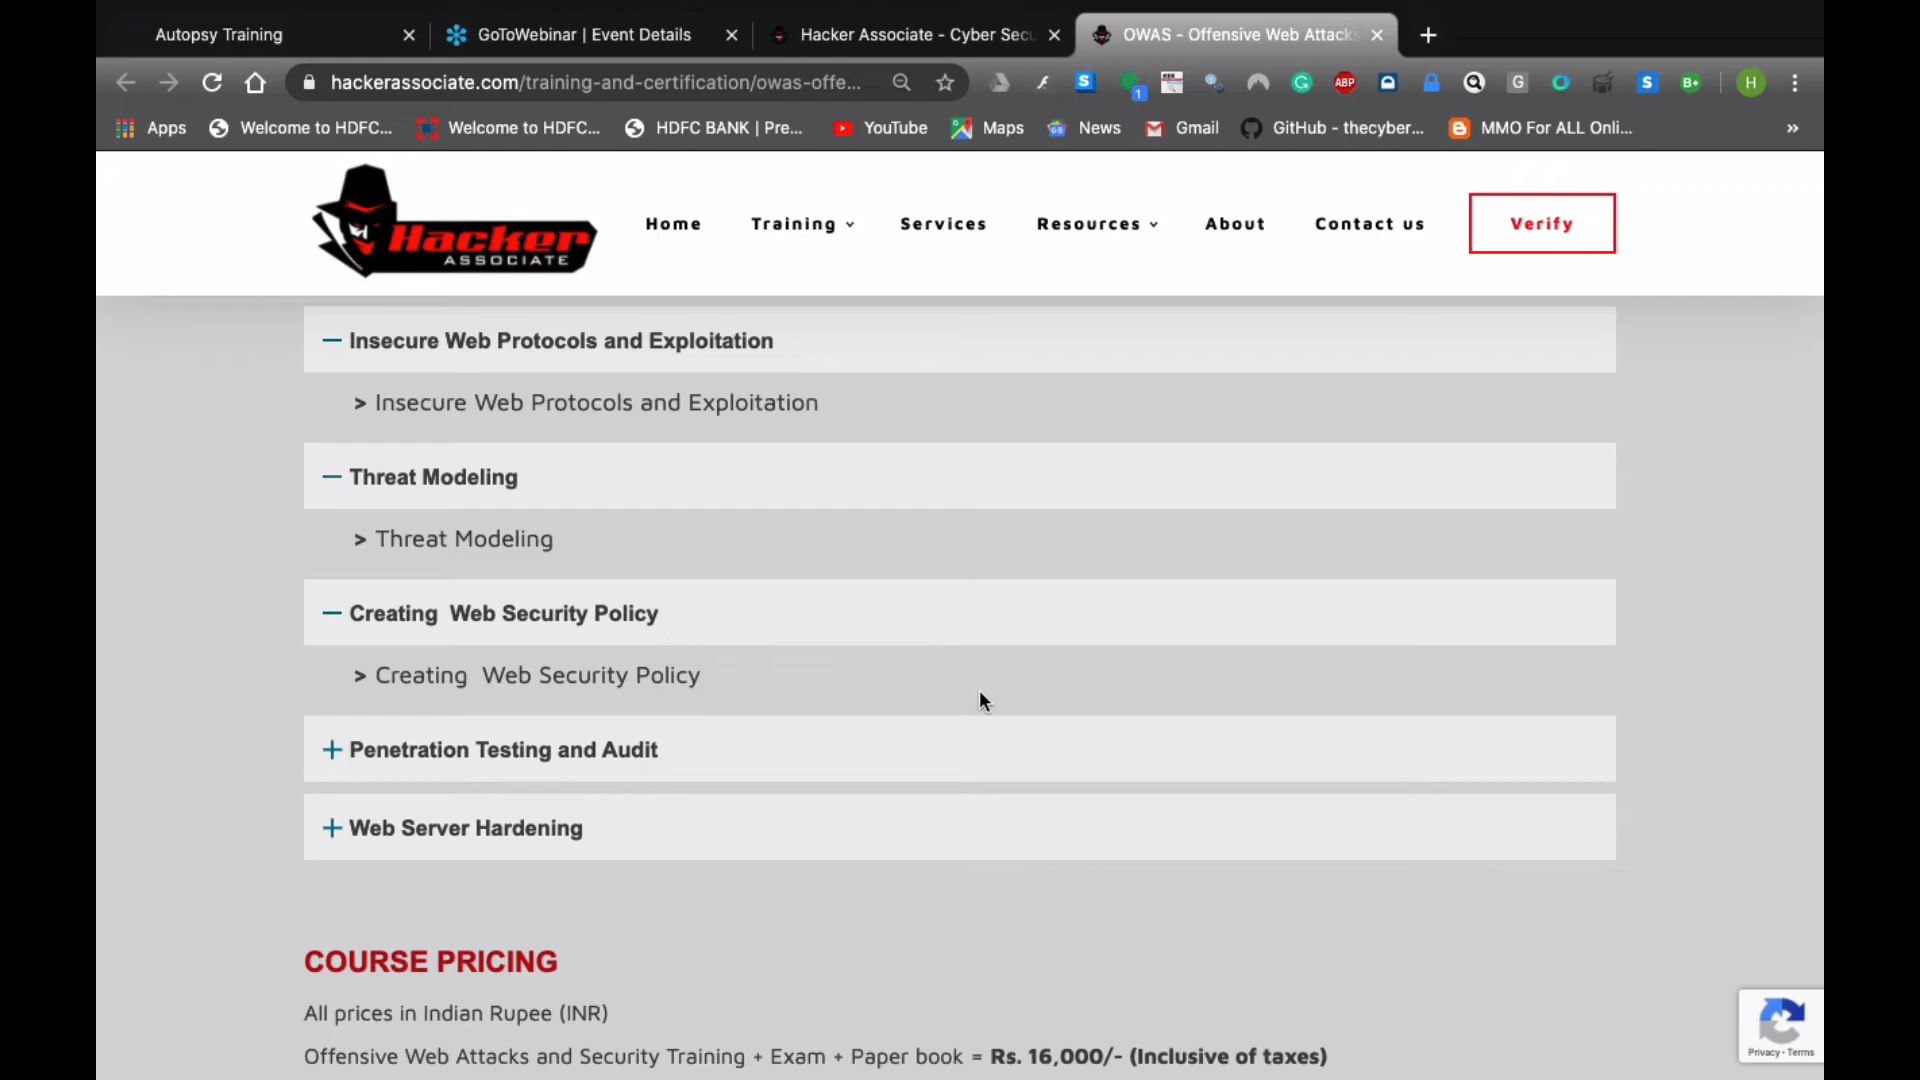 Autopsy Training
GoToWebinar | Event Details
Hacker Associate - Cyber Secu
OWAS - Offensive Web Attacks
hackerassociate.com/training-and-certification/owas-offe...
1
ABP
G
S
S
B+
H
Apps
Welcome to HDFC...
Welcome to HDFC...
HDFC BANK | Pre...
YouTube
Maps
News
Gmail
GitHub - thecyber...
MMO For ALL Onli...
»
Hacker
ASSOCIATE
Home
Training
Services
Resources
About
Contact us
Verify
Insecure Web Protocols and Exploitation
> Insecure Web Protocols and Exploitation
Threat Modeling
> Threat Modeling
Creating  Web Security Policy
> Creating  Web Security Policy
Penetration Testing and Audit
Web Server Hardening
COURSE PRICING
All prices in Indian Rupee (INR)
Offensive Web Attacks and Security Training + Exam + Paper book = Rs. 16,000/- (Inclusive of taxes)
Privacy - Terms